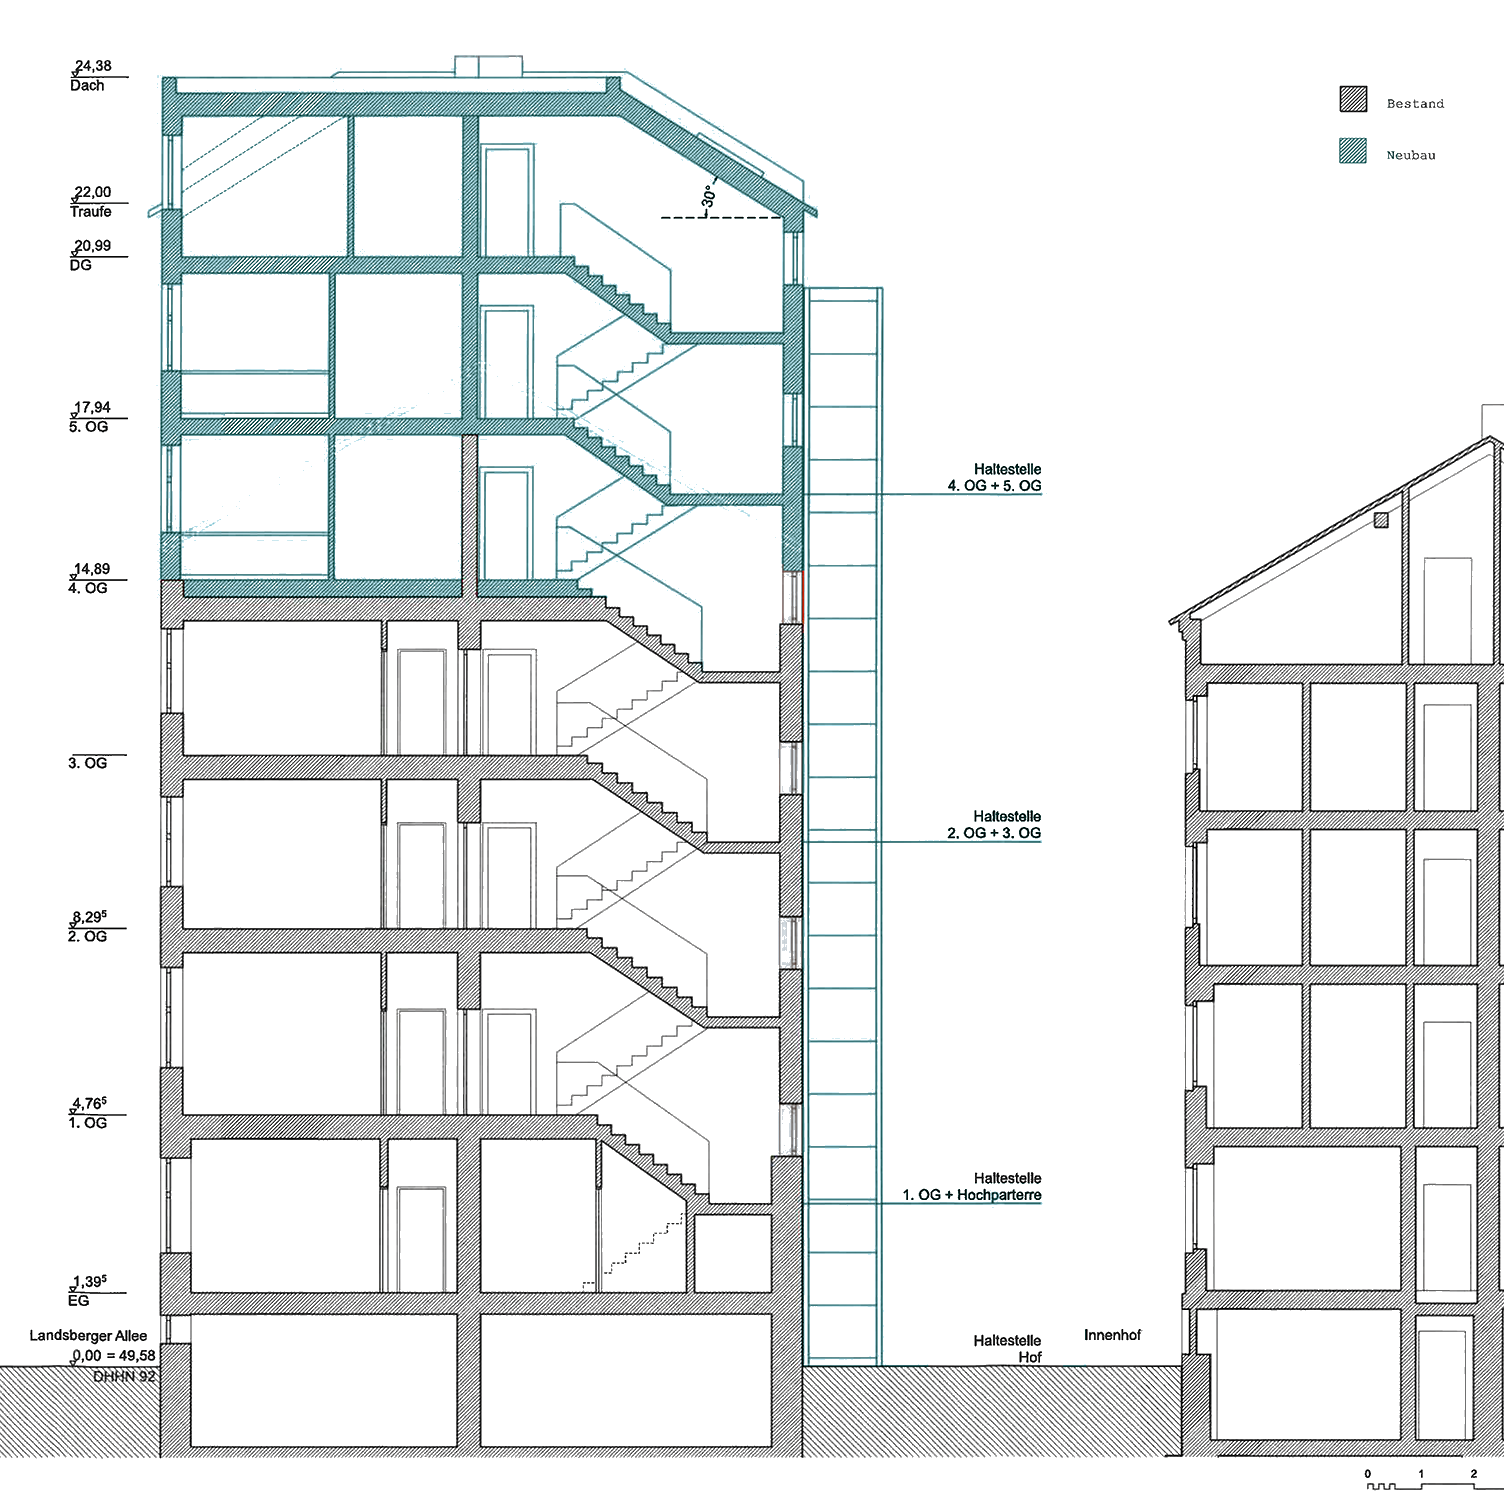 24,38
Dach
22,00
Traufe
20,99
DG
17,94
5. OG
14,89
4. OG
3. OG
8,29⁵
2. OG
4,76⁵
1. OG
1,39⁵
EG
Landsberger Allee
0,00 = 49,58
DHHN 92
30°
Haltestelle
4. OG + 5. OG
Haltestelle
2. OG + 3. OG
Haltestelle
1. OG + Hochparterre
Haltestelle
Hof
Innenhof
Bestand
Neubau
0 1 2